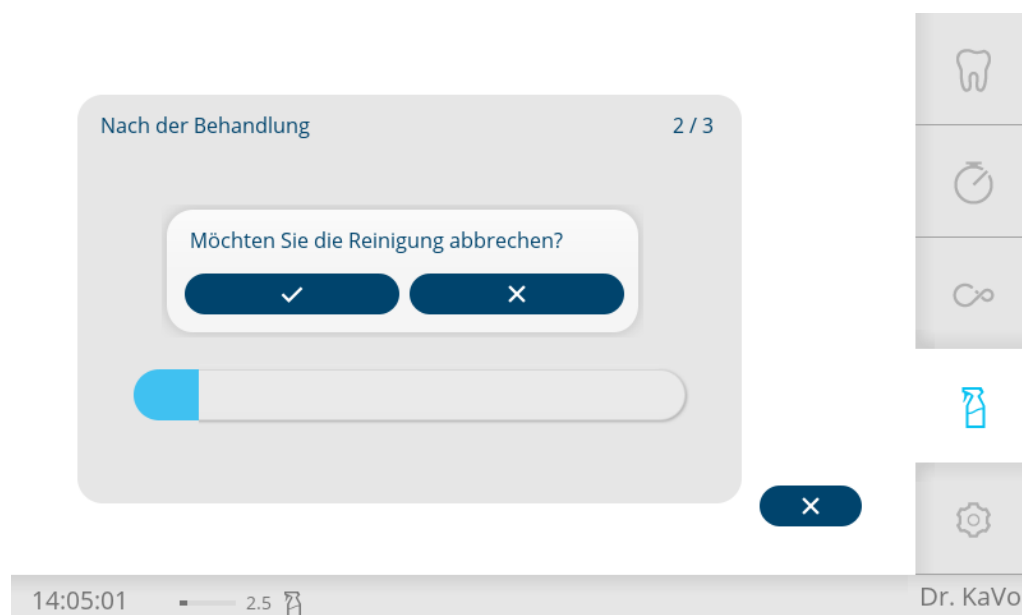 Nach der Behandlung 2 / 3
Möchten Sie die Reinigung abbrechen?
14:05:01 2.5 Dr. KaVo